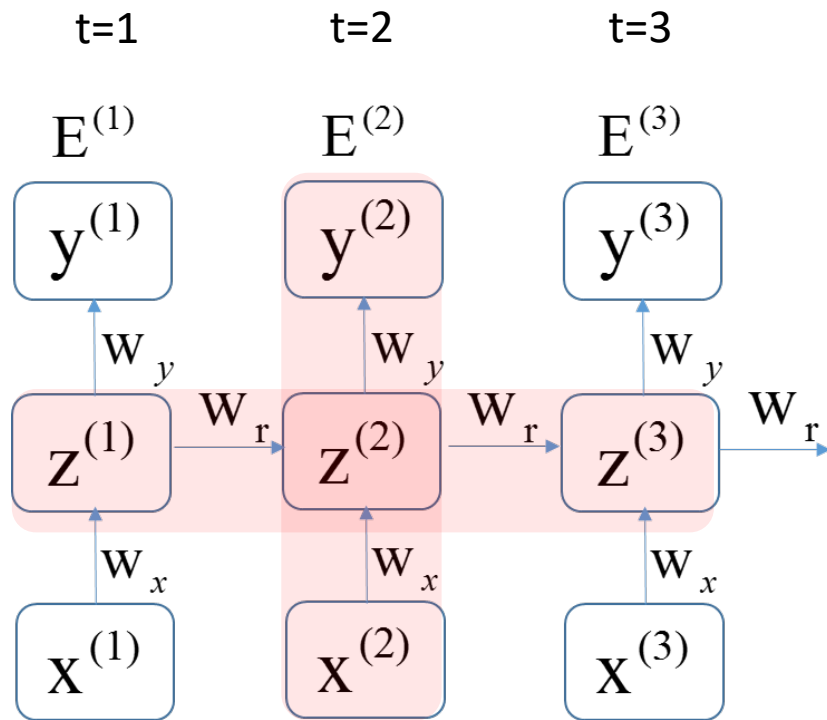 t=1 t=2 t=3
E(1) E(2) E(3)
y(1) y(2) y(3)
Wy Wy Wy
Wr Wr Wr
z(1) z(2) z(3)
Wx Wx Wx
x(1) x(2) x(3)